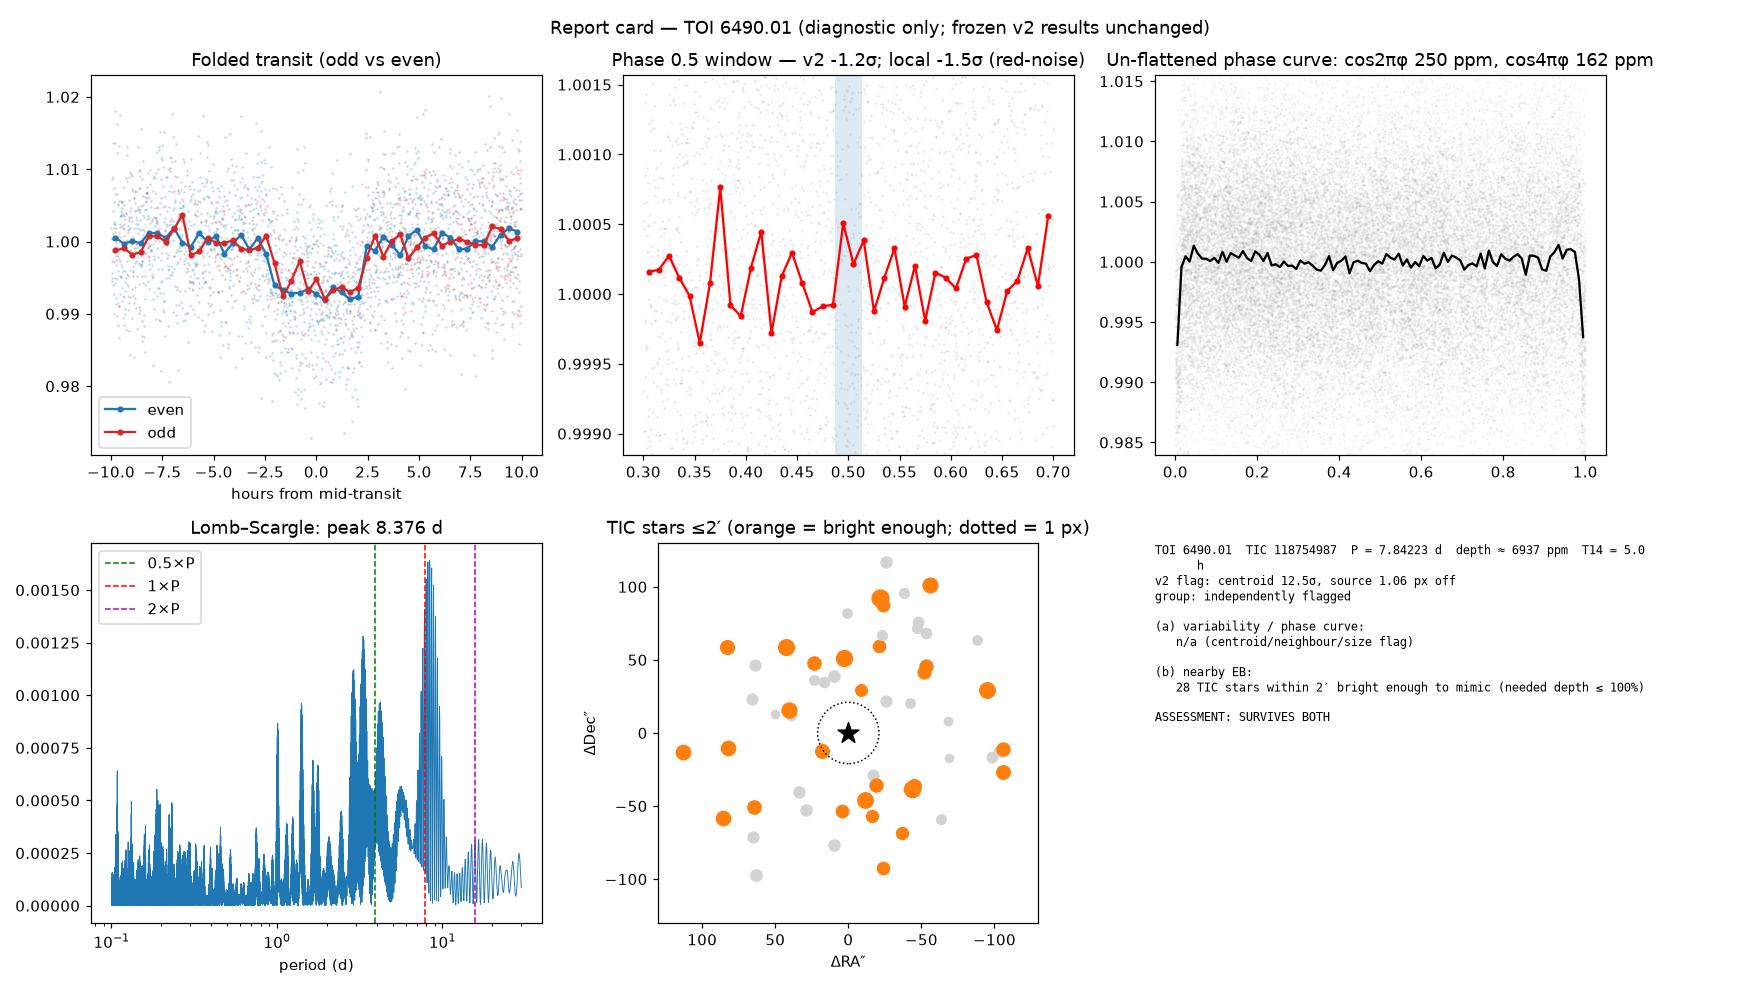 Report card — TOI 6490.01 (diagnostic only; frozen v2 results unchanged)
Folded transit (odd vs even)
1.02
1.01
1.00
0.99
0.98
even
odd
−10.0 −7.5 −5.0 −2.5 0.0 2.5 5.0 7.5 10.0
hours from mid-transit
Phase 0.5 window — v2 -1.2σ; local -1.5σ (red-noise)
1.0015
1.0010
1.0005
1.0000
0.9995
0.9990
0.30 0.35 0.40 0.45 0.50 0.55 0.60 0.65 0.70
Un-flattened phase curve: cos2πφ 250 ppm, cos4πφ 162 ppm
1.015
1.010
1.005
1.000
0.995
0.990
0.985
0.0 0.2 0.4 0.6 0.8 1.0
Lomb–Scargle: peak 8.376 d
0.00150
0.00125
0.00100
0.00075
0.00050
0.00025
0.00000
0.5×P
1×P
2×P
10⁻¹ 10⁰ 10¹
period (d)
TIC stars ≤2′ (orange = bright enough; dotted = 1 px)
100
50
0
−50
−100
ΔDec″
100 50 0 −50 −100
ΔRA″
TOI 6490.01 TIC 118754987 P = 7.84223 d depth ≈ 6937 ppm T14 = 5.0
h
v2 flag: centroid 12.5σ, source 1.06 px off
group: independently flagged
(a) variability / phase curve:
n/a (centroid/neighbour/size flag)
(b) nearby EB:
28 TIC stars within 2′ bright enough to mimic (needed depth ≤ 100%)
ASSESSMENT: SURVIVES BOTH